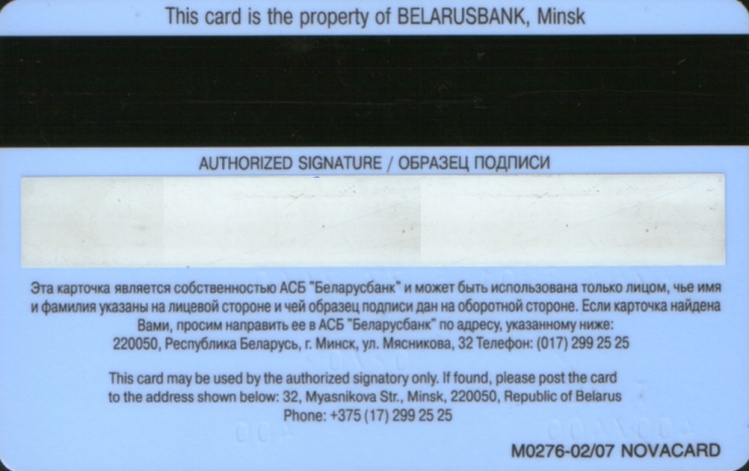 This card is the property of BELARUSBANK, Minsk
AUTHORIZED SIGNATURE / ОБРАЗЕЦ ПОДПИСИ
Эта карточка является собственностью АСБ "Беларусбанк" и может быть использована только лицом, чье имя
и фамилия указаны на лицевой стороне и чей образец подписи дан на оборотной стороне. Если карточка найдена
Вами, просим направить ее в АСБ "Беларусбанк" по адресу, указанному ниже:
220050, Республика Беларусь, г. Минск, ул. Мясникова, 32 Телефон: (017) 299 25 25
This card may be used by the authorized signatory only. If found, please post the card
to the address shown below: 32, Myasnikova Str., Minsk, 220050, Republic of Belarus
Phone: +375 (17) 299 25 25
M0276-02/07 NOVACARD